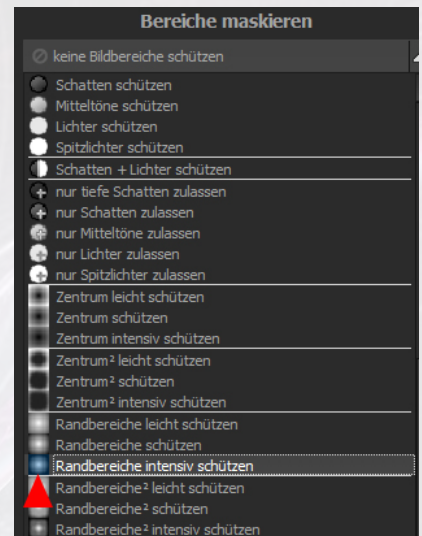 Bereiche maskieren
keine Bildbereiche schützen
Schatten schützen
Mitteltöne schützen
Lichter schützen
Spitzlichter schützen
Schatten + Lichter schützen
nur tiefe Schatten zulassen
nur Schatten zulassen
nur Mitteltöne zulassen
nur Lichter zulassen
nur Spitzlichter zulassen
Zentrum leicht schützen
Zentrum schützen
Zentrum intensiv schützen
Zentrum² leicht schützen
Zentrum² schützen
Zentrum² intensiv schützen
Randbereiche leicht schützen
Randbereiche schützen
Randbereiche intensiv schützen
Randbereiche² leicht schützen
Randbereiche² schützen
Randbereiche² intensiv schützen